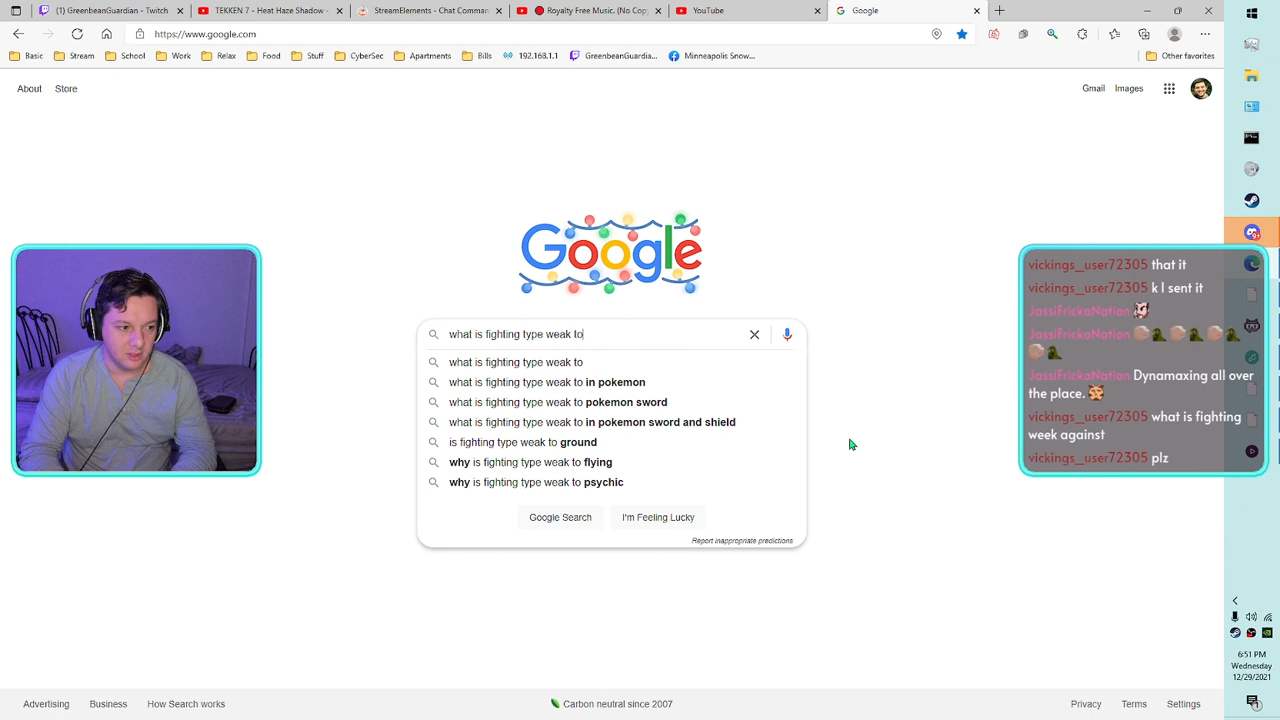 (1) GreenbeanGuardian - Twitch
TEKKEN 7 - Heat Haze Shadow -
StreamElements - Chat Comman
Royalty Free Music. (No Cop
YouTube
Google
https://www.google.com
Basic
Stream
School
Work
Relax
Food
Stuff
CyberSec
Apartments
Bills
192.168.1.1
GreenbeanGuardia...
Minneapolis Snow...
Other favorites
About
Store
Gmail
Images
Google
what is fighting type weak to
what is fighting type weak to
what is fighting type weak to in pokemon
what is fighting type weak to pokemon sword
what is fighting type weak to in pokemon sword and shield
is fighting type weak to ground
why is fighting type weak to flying
why is fighting type weak to psychic
Google Search
I'm Feeling Lucky
Report inappropriate predictions
vickings_user72305 that it
vickings_user72305 k I sent it
JassiFrickaNation
JassiFrickaNation
JassiFrickaNation Dynamaxing all over
the place.
vickings_user72305 what is fighting
week against
vickings_user72305 plz
9+
6:51 PM
Wednesday
12/29/2021
1
Advertising
Business
How Search works
Carbon neutral since 2007
Privacy
Terms
Settings